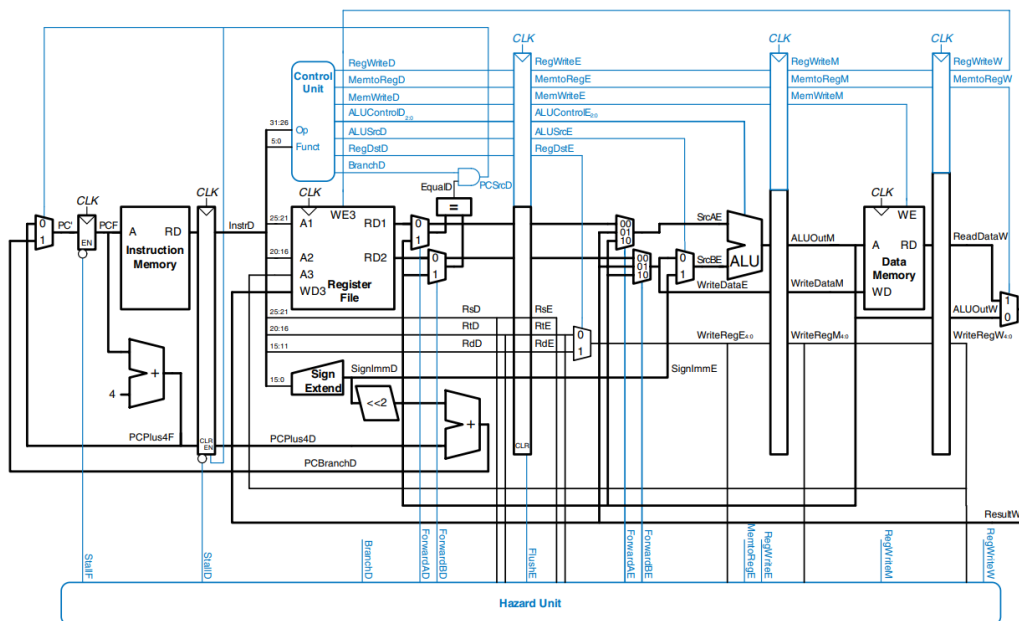 CLK
CLK
CLK
RegWriteD
RegWriteE
RegWriteM
RegWriteW
Control
Unit
MemtoRegD
MemtoRegE
MemtoRegM
MemtoRegW
MemWriteD
MemWriteE
MemWriteM
ALUControlD2:0
ALUControlE2:0
31:26
Op
ALUSrcD
ALUSrcE
5:0
Funct
RegDstD
RegDstE
BranchD
EqualD
PCSrcD
CLK
CLK
CLK
CLK
=
WE3
WE
0
1
PC'
PCF
EN
A
RD
Instruction
Memory
InstrD
25:21
A1
RD1
0
1
00
01
10
SrcAE
20:16
A2
RD2
0
1
00
01
10
0
1
SrcBE
ALU
ALUOutM
A
RD
ReadDataW
A3
Register
File
WD3
WriteDataE
WriteDataM
Data
Memory
WD
1
0
ALUOutW
25:21
RsD
RsE
20:16
RtD
RtE
0
1
WriteRegE4:0
WriteRegM4:0
WriteRegW4:0
15:11
RdD
RdE
15:0
Sign
Extend
SignImmD
SignImmE
+
4
<<2
+
PCPlus4F
CLR
EN
PCPlus4D
CLR
PCBranchD
ResultW
StallF
StallD
BranchD
ForwardAD
ForwardBD
FlushE
ForwardAE
ForwardBE
MemtoRegE
RegWriteE
RegWriteM
RegWriteW
Hazard Unit